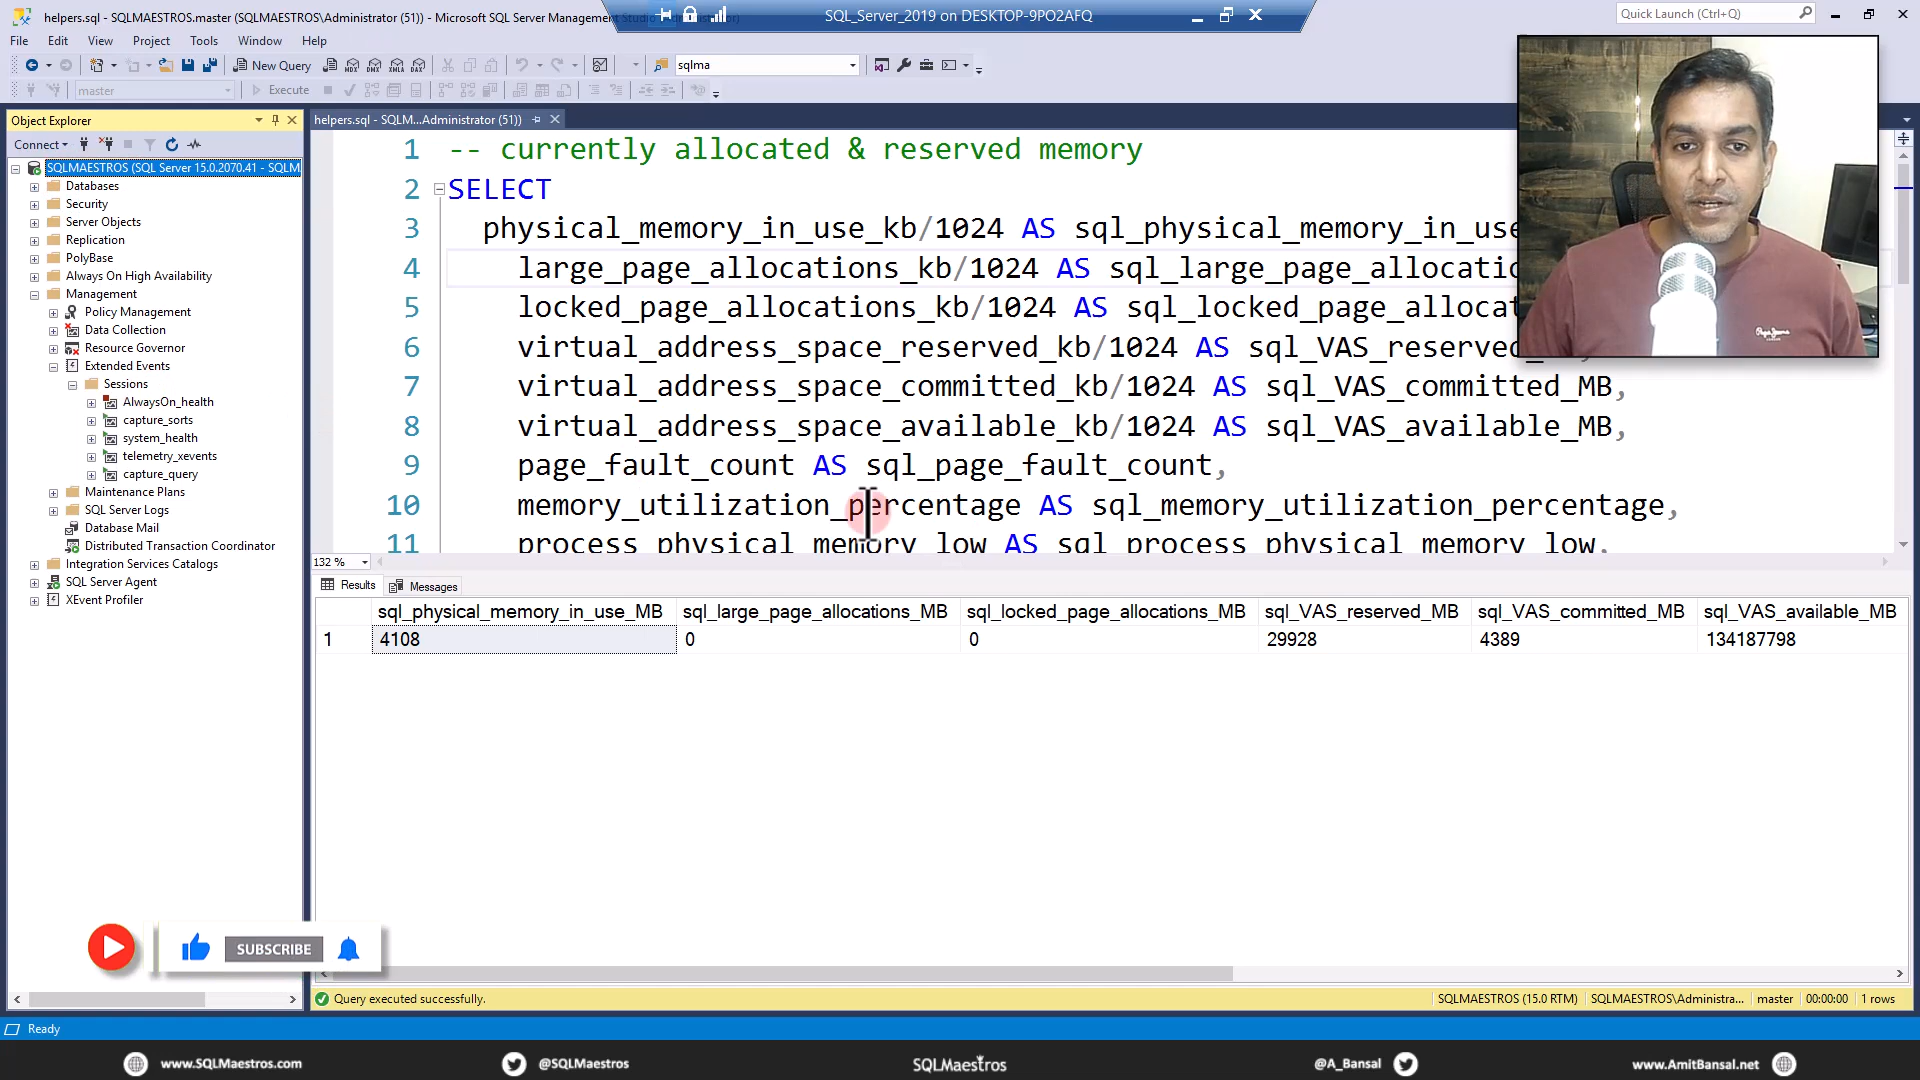 helpers.sql - SQLMAESTROS.master (SQLMAESTROS\Administrator (51)) - Microsoft SQL Server Management
SQL_Server_2019 on DESKTOP-9PO2AFQ
Quick Launch (Ctrl+Q)
File Edit View Project Tools Window Help
New Query
sqlma
master
Execute
Object Explorer
helpers.sql - SQLM...Administrator (51))
Connect
SQLMAESTROS (SQL Server 15.0.2070.41 - SQLM
Databases
Security
Server Objects
Replication
PolyBase
Always On High Availability
Management
Policy Management
Data Collection
Resource Governor
Extended Events
Sessions
AlwaysOn_health
capture_sorts
system_health
telemetry_xevents
capture_query
Maintenance Plans
SQL Server Logs
Database Mail
Distributed Transaction Coordinator
Integration Services Catalogs
SQL Server Agent
XEvent Profiler
1 -- currently allocated & reserved memory
2 SELECT
3 physical_memory_in_use_kb/1024 AS sql_physical_memory_in_use
4 large_page_allocations_kb/1024 AS sql_large_page_allocatio
5 locked_page_allocations_kb/1024 AS sql_locked_page_allocat
6 virtual_address_space_reserved_kb/1024 AS sql_VAS_reserved_
7 virtual_address_space_committed_kb/1024 AS sql_VAS_committed_MB,
8 virtual_address_space_available_kb/1024 AS sql_VAS_available_MB,
9 page_fault_count AS sql_page_fault_count,
10 memory_utilization_percentage AS sql_memory_utilization_percentage,
11 process_physical_memory_low AS sql_process_physical_memory_low,
132 %
Results Messages
sql_physical_memory_in_use_MB sql_large_page_allocations_MB sql_locked_page_allocations_MB sql_VAS_reserved_MB sql_VAS_committed_MB sql_VAS_available_MB
1 4108 0 0 29928 4389 134187798
SUBSCRIBE
Query executed successfully.
SQLMAESTROS (15.0 RTM) SQLMAESTROS\Administra... master 00:00:00 1 rows
Ready
www.SQLMaestros.com @SQLMaestros SQLMaestros @A_Bansal www.AmitBansal.net